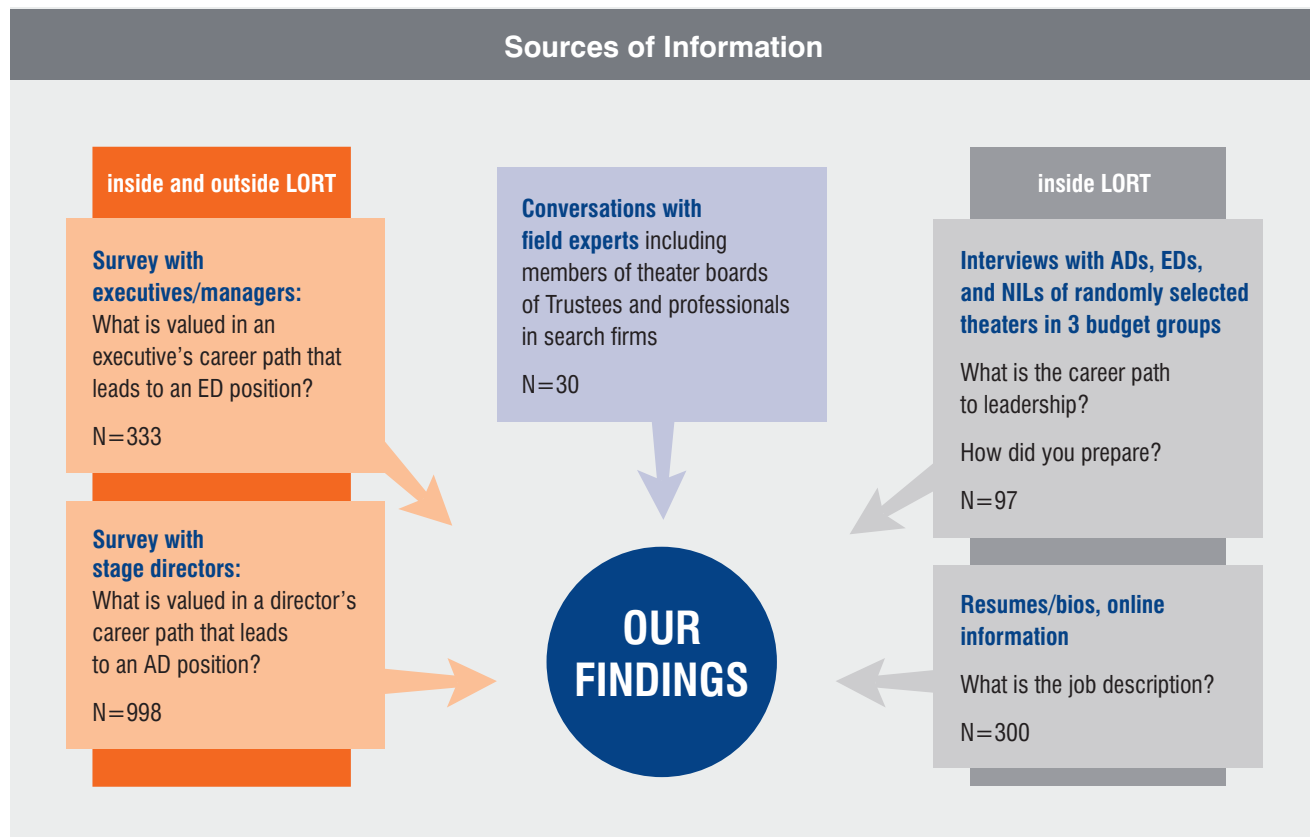 Sources of Information
inside and outside LORT
Survey with
executives/managers:
What is valued in an
executive's career path that
leads to an ED position?
N=333
Survey with
stage directors:
What is valued in a director's
career path that leads
to an AD position?
N=998
Conversations with
field experts including
members of theater boards
of Trustees and professionals
in search firms
N=30
OUR
FINDINGS
inside LORT
Interviews with ADs, EDs,
and NILs of randomly selected
theaters in 3 budget groups
What is the career path
to leadership?
How did you prepare?
N=97
Resumes/bios, online
information
What is the job description?
N=300